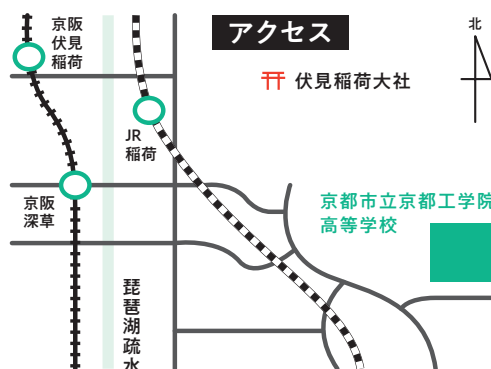 アクセス
北
京阪
伏見
稲荷
伏見稲荷大社
JR
稲荷
京阪
深草
京都市立京都工学院
高等学校
琵琶湖疏水